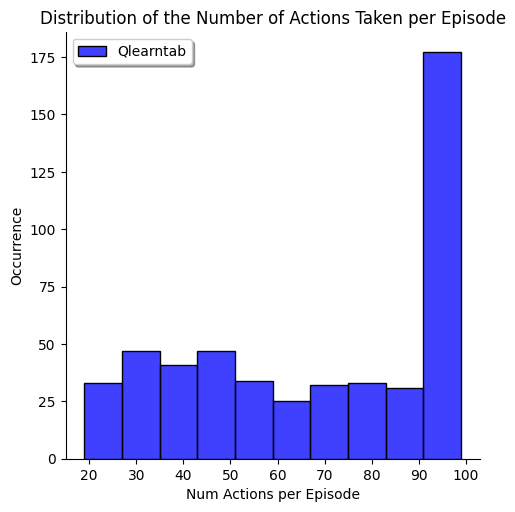 Distribution of the Number of Actions Taken per Episode
Qlearntab
175
150
125
100
75
50
25
0
Occurrence
20 30 40 50 60 70 80 90 100
Num Actions per Episode